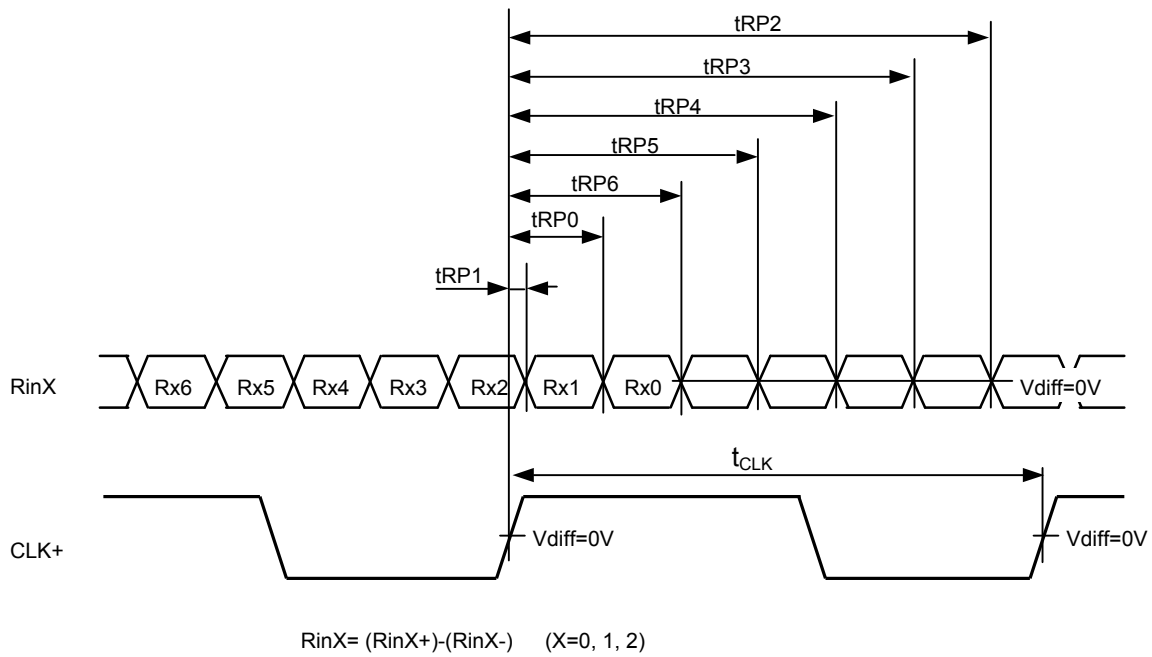 tRP2
tRP3
tRP4
tRP5
tRP6
tRP0
tRP1
RinX Rx6 Rx5 Rx4 Rx3 Rx2 Rx1 Rx0 Vdiff=0V
tCLK
CLK+ Vdiff=0V Vdiff=0V
RinX= (RinX+)-(RinX-) (X=0, 1, 2)